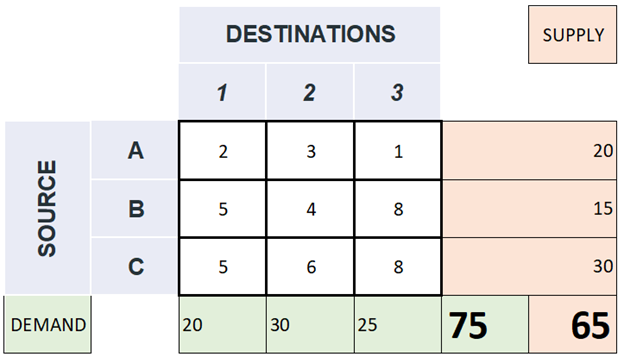 DESTINATIONS
SUPPLY
1 2 3
SOURCE
A 2 3 1 20
B 5 4 8 15
C 5 6 8 30
DEMAND 20 30 25 75 65